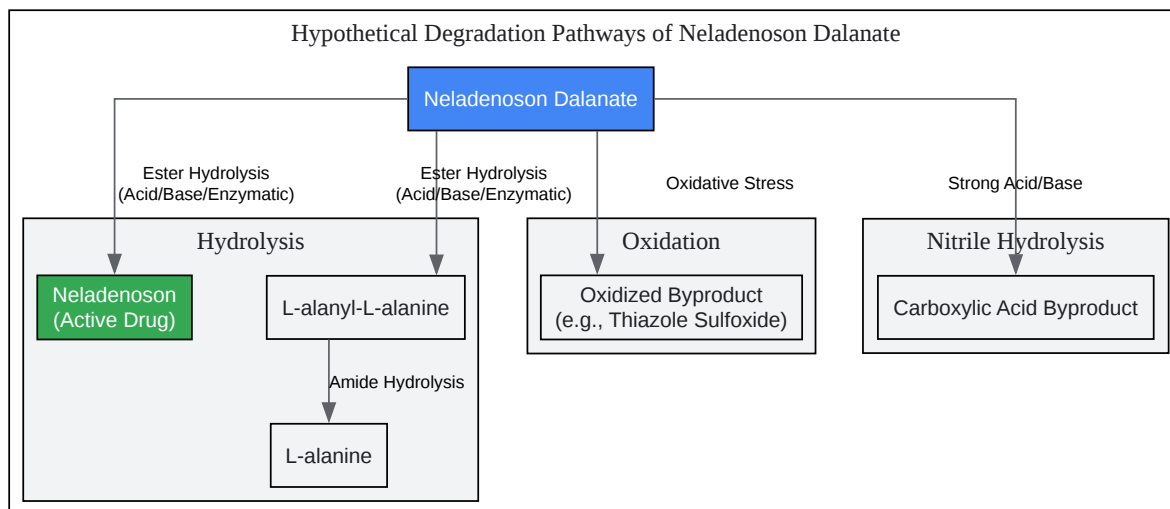 Hypothetical Degradation Pathways of Neladenoson Dalanate
Neladenoson Dalanate
Ester Hydrolysis
(Acid/Base/Enzymatic)
Ester Hydrolysis
(Acid/Base/Enzymatic)
Oxidative Stress
Strong Acid/Base
Hydrolysis
Neladenoson
(Active Drug)
L-alanyl-L-alanine
Amide Hydrolysis
L-alanine
Oxidation
Oxidized Byproduct
(e.g., Thiazole Sulfoxide)
Nitrile Hydrolysis
Carboxylic Acid Byproduct